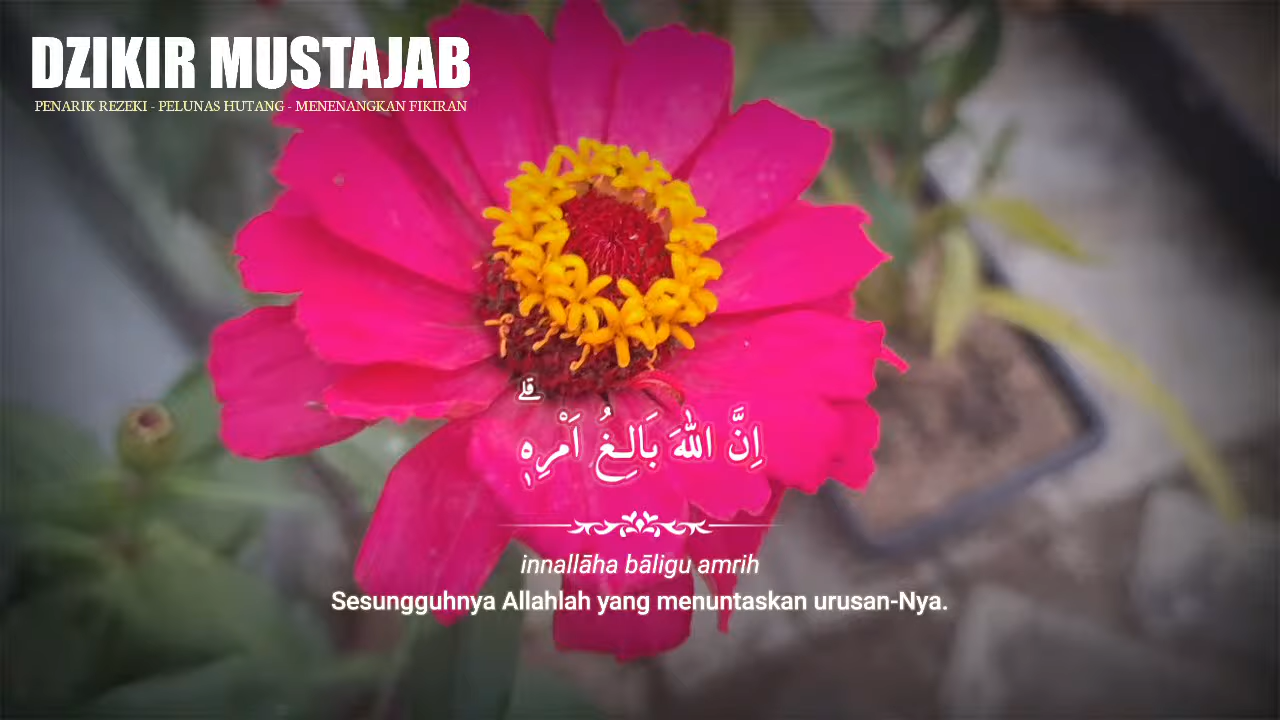 DZIKIR MUSTAJAB
PENARIK REZEKI - PELUNAS HUTANG - MENENANGKAN FIKIRAN
اِنَّ اللّٰهَ بَالِغُ اَمْرِهٖۗ
innallāha bāligu amrih
Sesungguhnya Allahlah yang menuntaskan urusan-Nya.